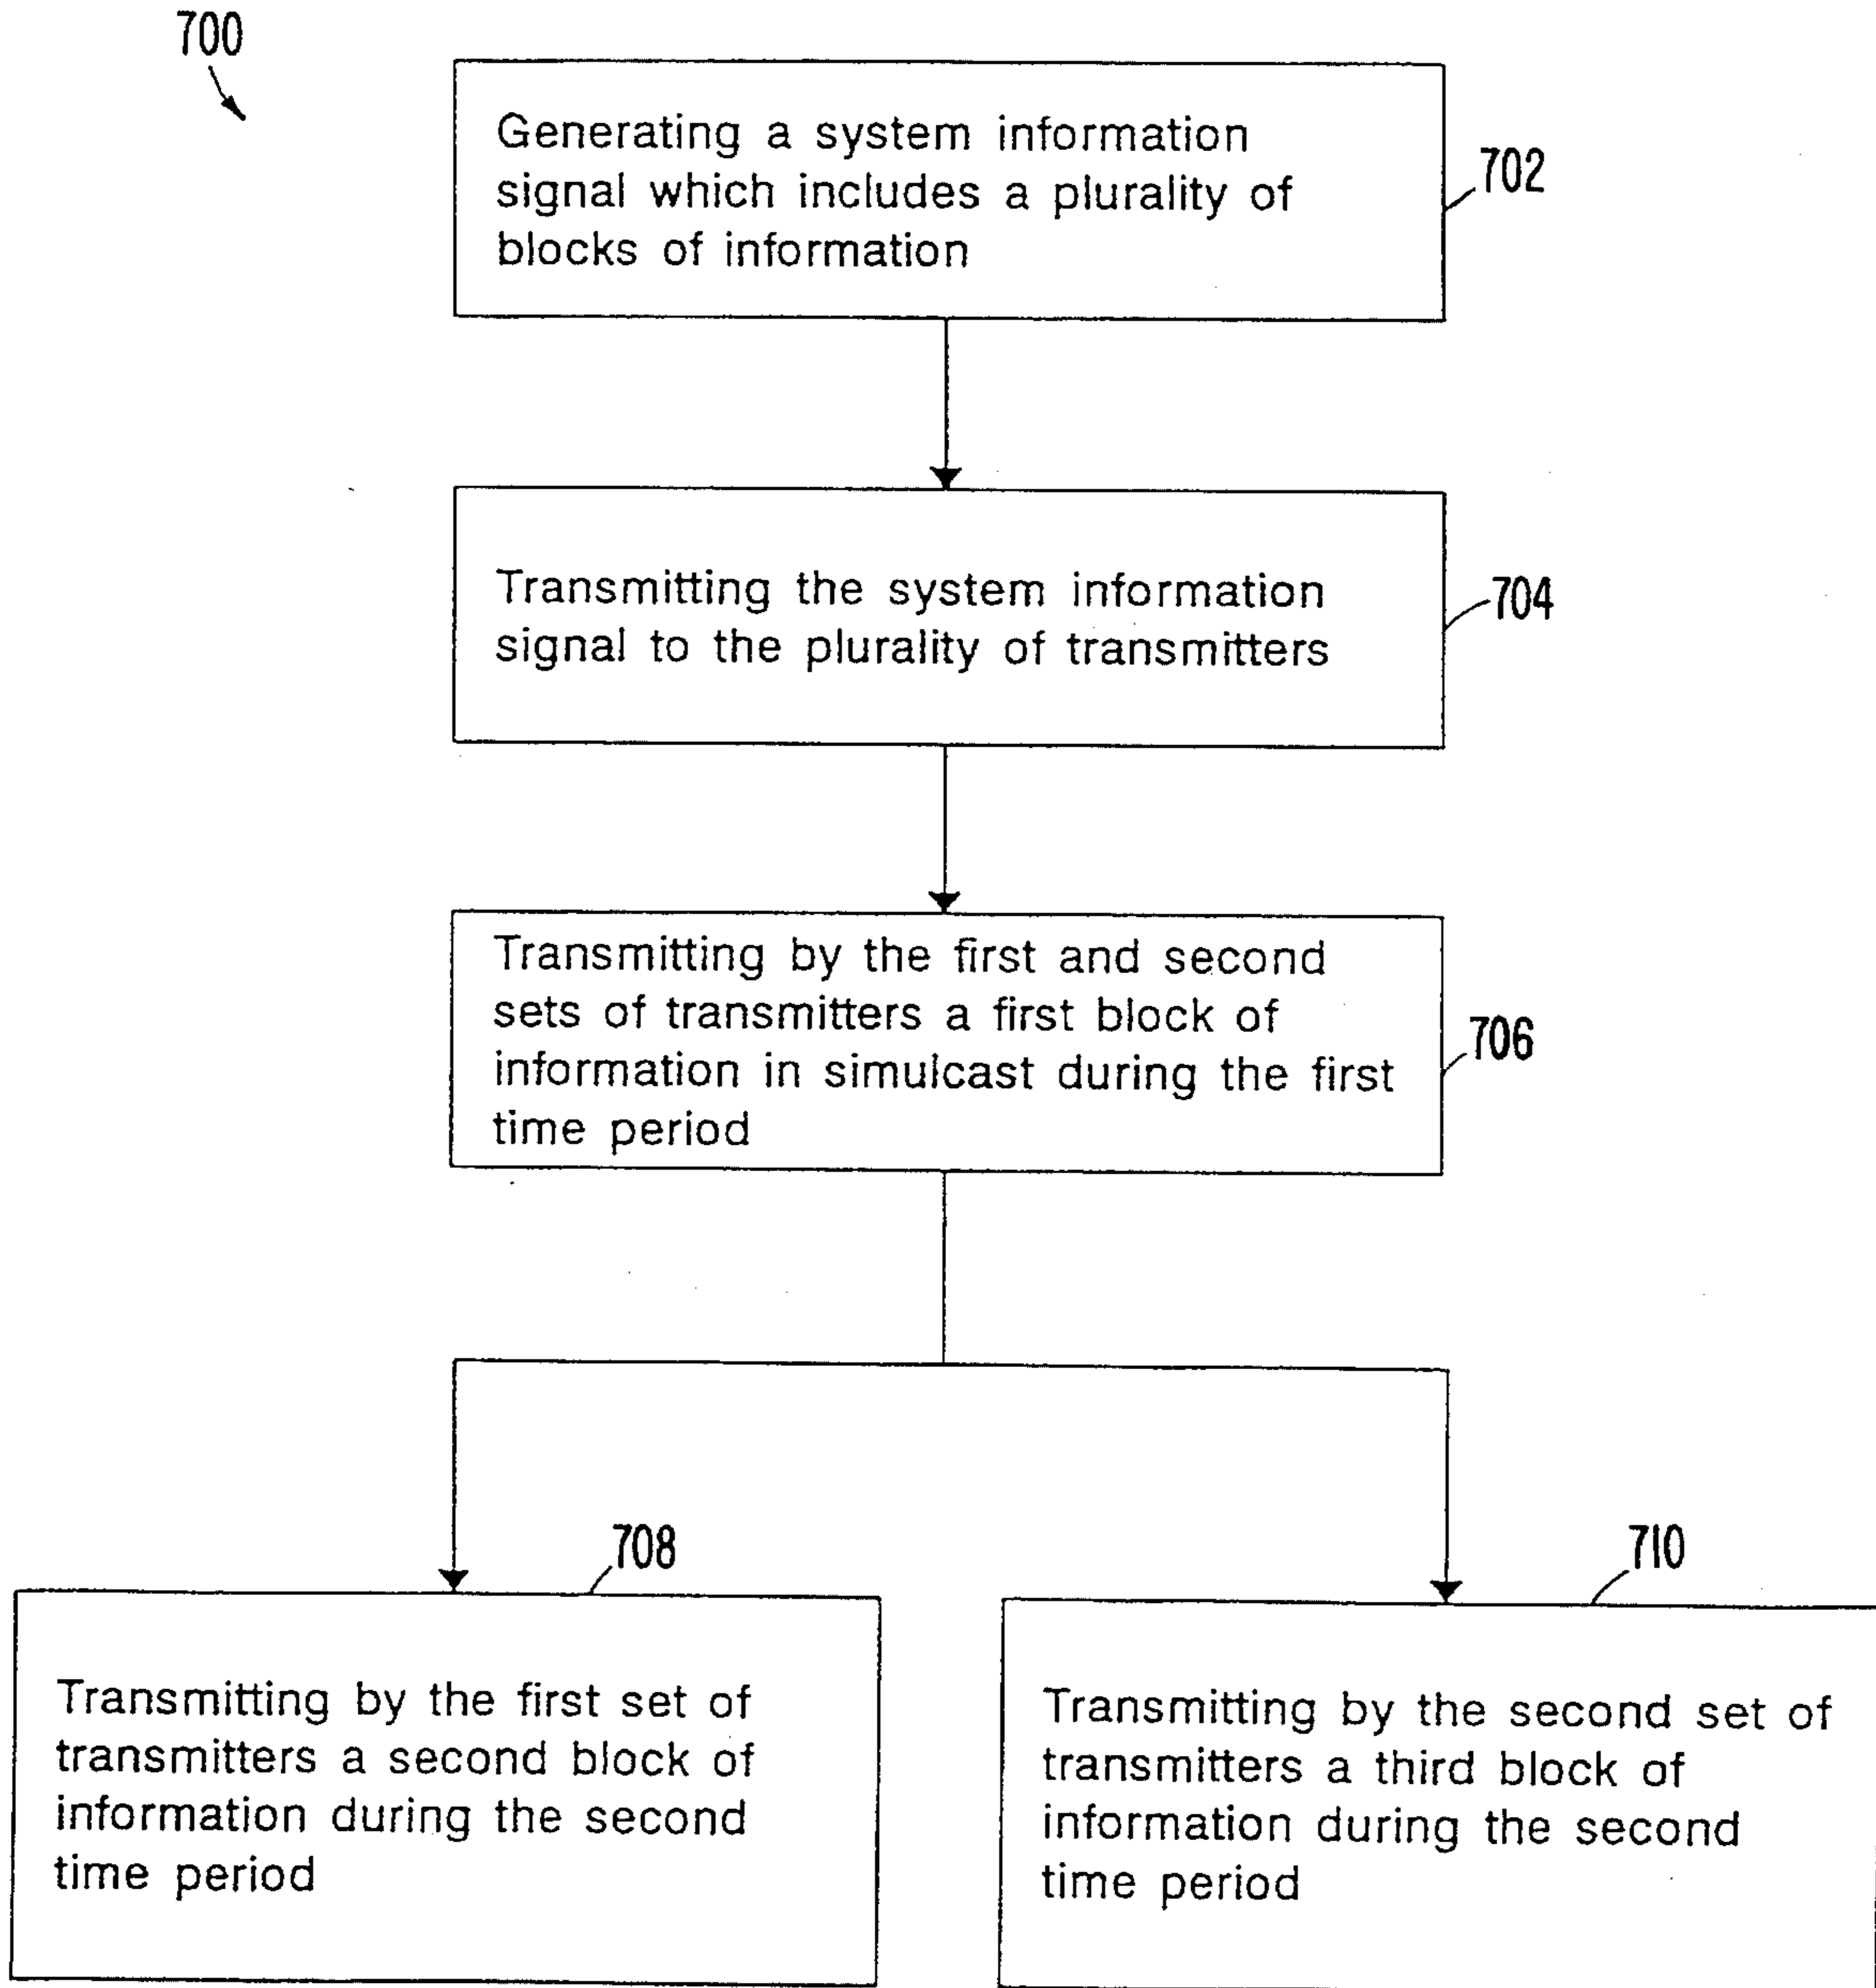 700
Generating a system information
signal which includes a plurality of
blocks of information
702
Transmitting the system information
signal to the plurality of transmitters
704
Transmitting by the first and second
sets of transmitters a first block of
information in simulcast during the first
time period
706
708
Transmitting by the first set of
transmitters a second block of
information during the second
time period
710
Transmitting by the second set of
transmitters a third block of
information during the second
time period